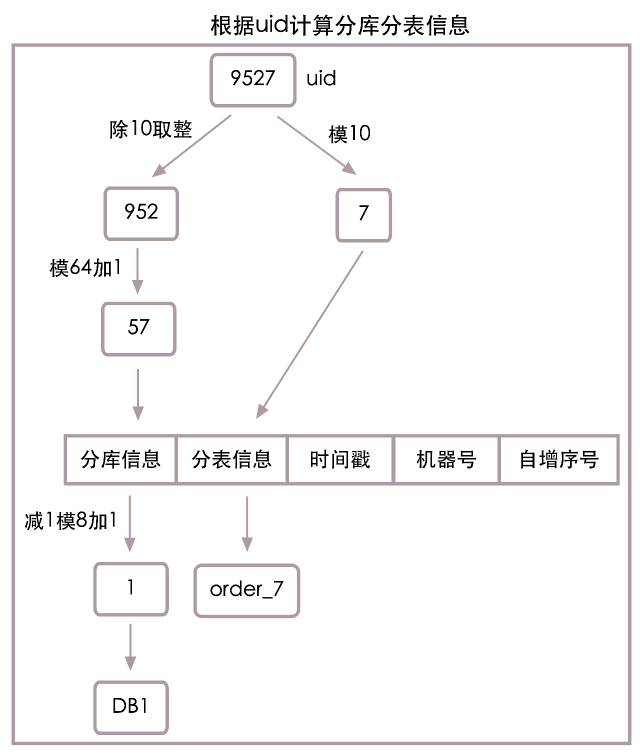 根据uid计算分库分表信息
9527 uid
除10取整 模10
952 7
模64加1
57
分库信息 分表信息 时间戳 机器号 自增序号
减1模8加1
1 order_7
DB1